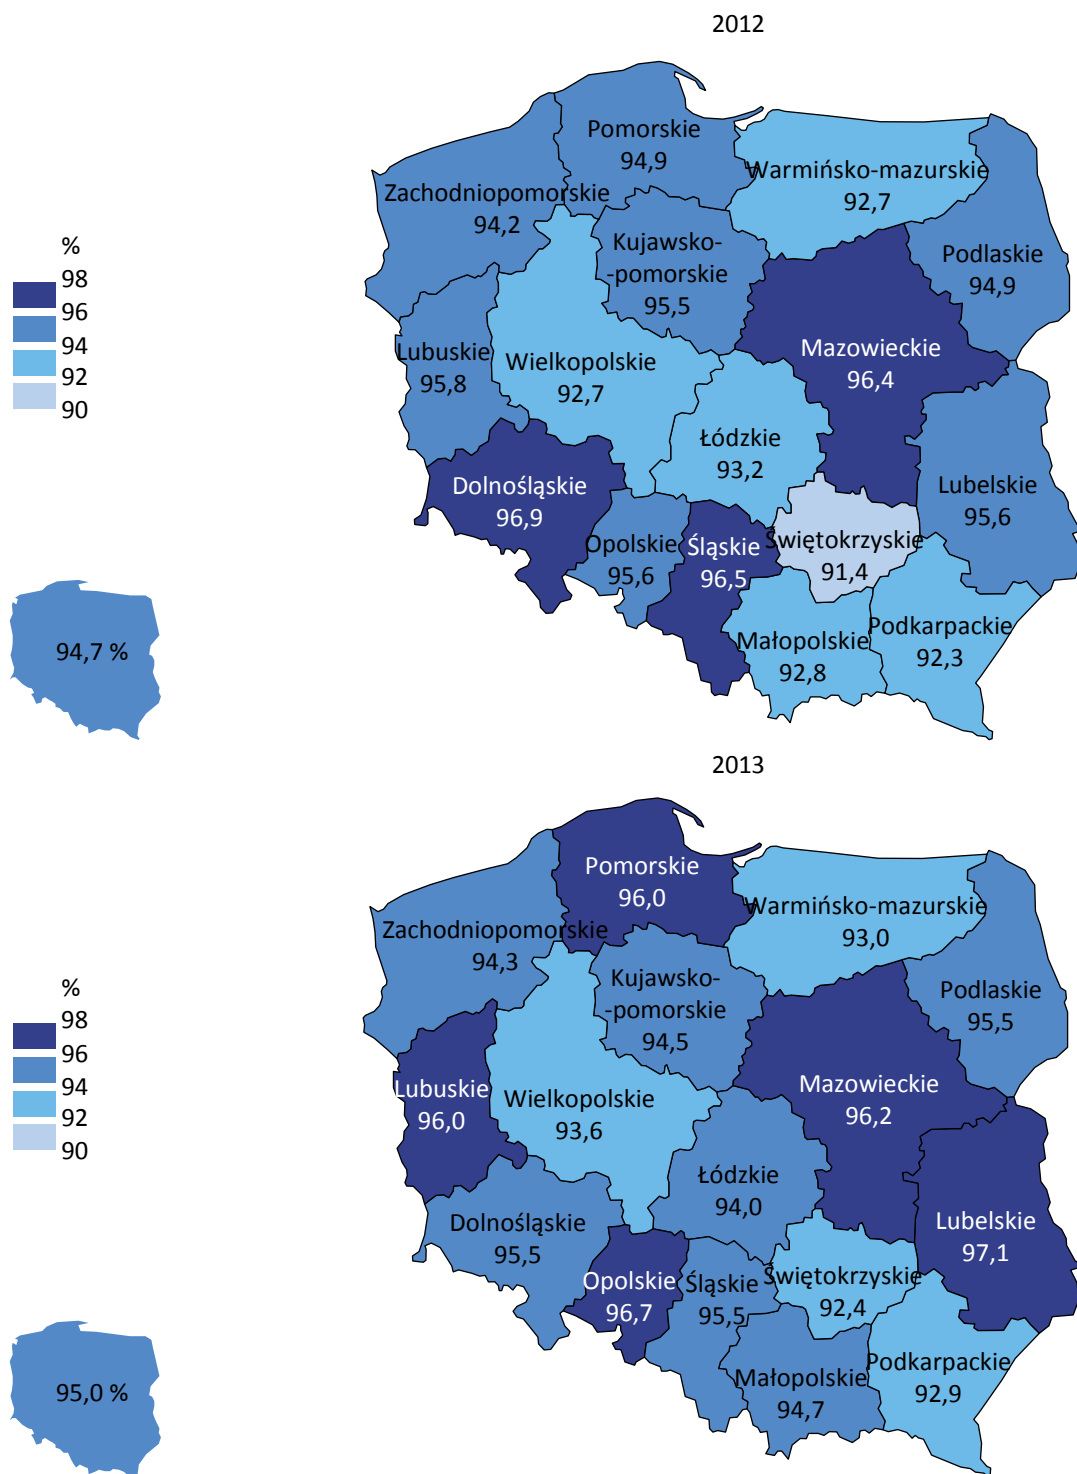 2012
Pomorskie
94,9
Warmińsko-mazurskie
92,7
Zachodniopomorskie
94,2
Kujawsko-
-pomorskie
95,5
Podlaskie
94,9
%
98
96
94
92
90
Lubuskie
95,8
Wielkopolskie
92,7
Mazowieckie
96,4
Łódzkie
93,2
Dolnośląskie
96,9
Lubelskie
95,6
Opolskie
95,6
Śląskie
96,5
Świętokrzyskie
91,4
Małopolskie
92,8
Podkarpackie
92,3
94,7 %
2013
Pomorskie
96,0
Warmińsko-mazurskie
93,0
Zachodniopomorskie
94,3
Kujawsko-
-pomorskie
94,5
Podlaskie
95,5
%
98
96
94
92
90
Lubuskie
96,0
Wielkopolskie
93,6
Mazowieckie
96,2
Łódzkie
94,0
Dolnośląskie
95,5
Lubelskie
97,1
Opolskie
96,7
Śląskie
95,5
Świętokrzyskie
92,4
Małopolskie
94,7
Podkarpackie
92,9
95,0 %